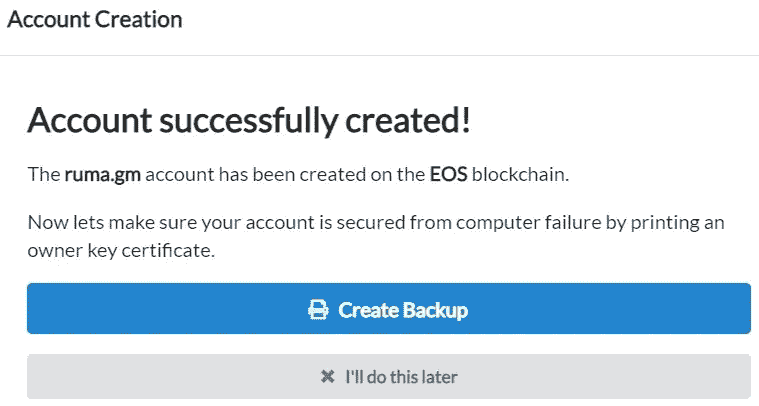 Account Creation
Account successfully created!
The ruma.gm account has been created on the EOS blockchain.
Now lets make sure your account is secured from computer failure by printing an
owner key certificate.
Create Backup
I'll do this later